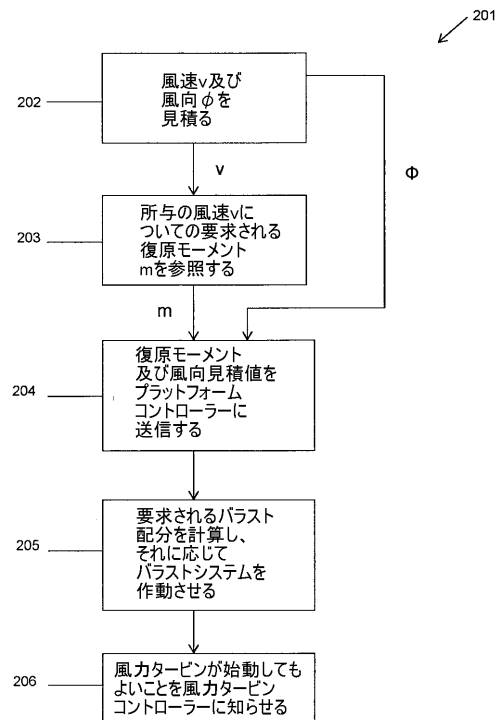 201
202
風速v及び
風向φを
見積る
v
Φ
203
所与の風速vに
ついての要求される
復原モーメント
mを参照する
m
204
復原モーメント
及び風向見積値を
プラットフォーム
コントローラーに
送信する
205
要求されるバラスト
配分を計算し、
それに応じて
バラストシステムを
作動させる
206
風力タービンが始動しても
よいことを風力タービン
コントローラーに知らせる